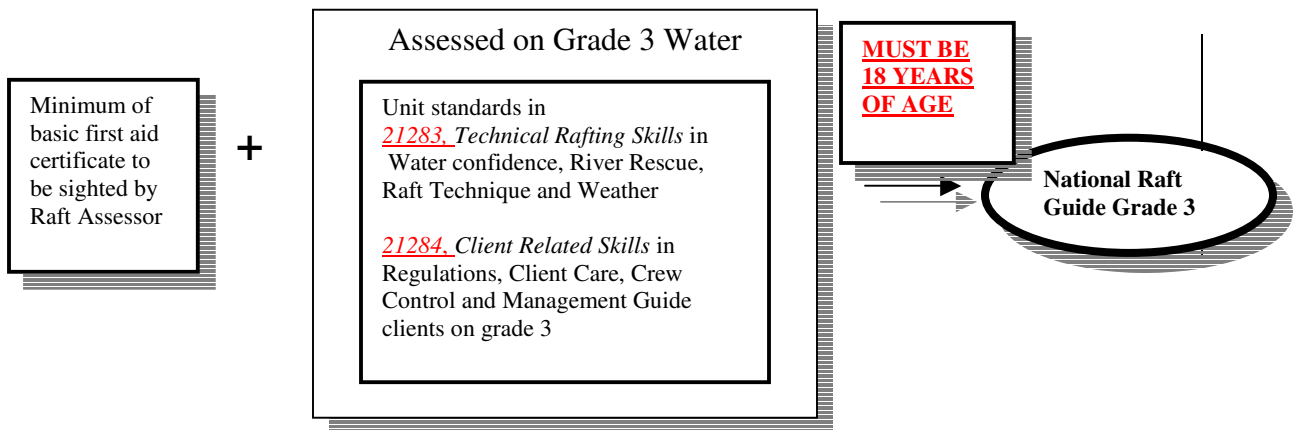 Minimum of
basic first aid
certificate to
be sighted by
Raft Assessor
+
Assessed on Grade 3 Water
Unit standards in
21283, Technical Rafting Skills in
Water confidence, River Rescue,
Raft Technique and Weather
21284, Client Related Skills in
Regulations, Client Care, Crew
Control and Management Guide
clients on grade 3
MUST BE
18 YEARS
OF AGE
National Raft
Guide Grade 3